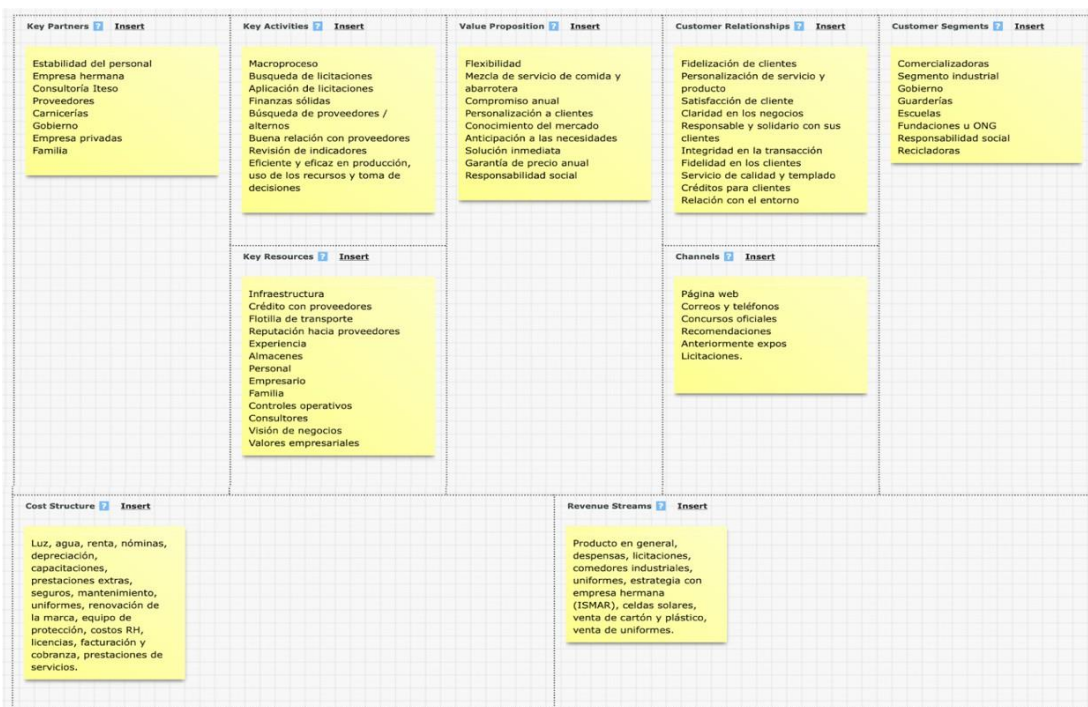 Key Partners ? Insert
Estabilidad del personal
Empresa hermana
Consultoría Iteso
Proveedores
Carnicerías
Gobierno
Empresa privadas
Familia
Key Activities ? Insert
Macroproceso
Busqueda de licitaciones
Aplicación de licitaciones
Finanzas sólidas
Búsqueda de proveedores /
alternos
Buena relación con proveedores
Revisión de indicadores
Eficiente y eficaz en producción,
uso de los recursos y toma de
decisiones
Key Resources ? Insert
Infraestructura
Crédito con proveedores
Flotilla de transporte
Reputación hacia proveedores
Experiencia
Almacenes
Personal
Empresario
Familia
Controles operativos
Consultores
Visión de negocios
Valores empresariales
Value Proposition ? Insert
Flexibilidad
Mezcla de servicio de comida y
abarrotera
Compromiso anual
Personalización a clientes
Conocimiento del mercado
Anticipación a las necesidades
Solución inmediata
Garantía de precio anual
Responsabilidad social
Customer Relationships ? Insert
Fidelización de clientes
Personalización de servicio y
producto
Satisfacción de cliente
Claridad en los negocios
Responsable y solidario con sus
clientes
Integridad en la transacción
Fidelidad en los clientes
Servicio de calidad y templado
Créditos para clientes
Relación con el entorno
Channels ? Insert
Página web
Correos y teléfonos
Concursos oficiales
Recomendaciones
Anteriormente expos
Licitaciones.
Customer Segments ? Insert
Comercializadoras
Segmento industrial
Gobierno
Guarderías
Escuelas
Fundaciones u ONG
Responsabilidad social
Recicladoras
Cost Structure ? Insert
Luz, agua, renta, nóminas,
depreciación,
capacitaciones,
prestaciones extras,
seguros, mantenimiento,
uniformes, renovación de
la marca, equipo de
protección, costos RH,
licencias, facturación y
cobranza, prestaciones de
servicios.
Revenue Streams ? Insert
Producto en general,
despensas, licitaciones,
comedores industriales,
uniformes, estrategia con
empresa hermana
(ISMAR), celdas solares,
venta de cartón y plástico,
venta de uniformes.